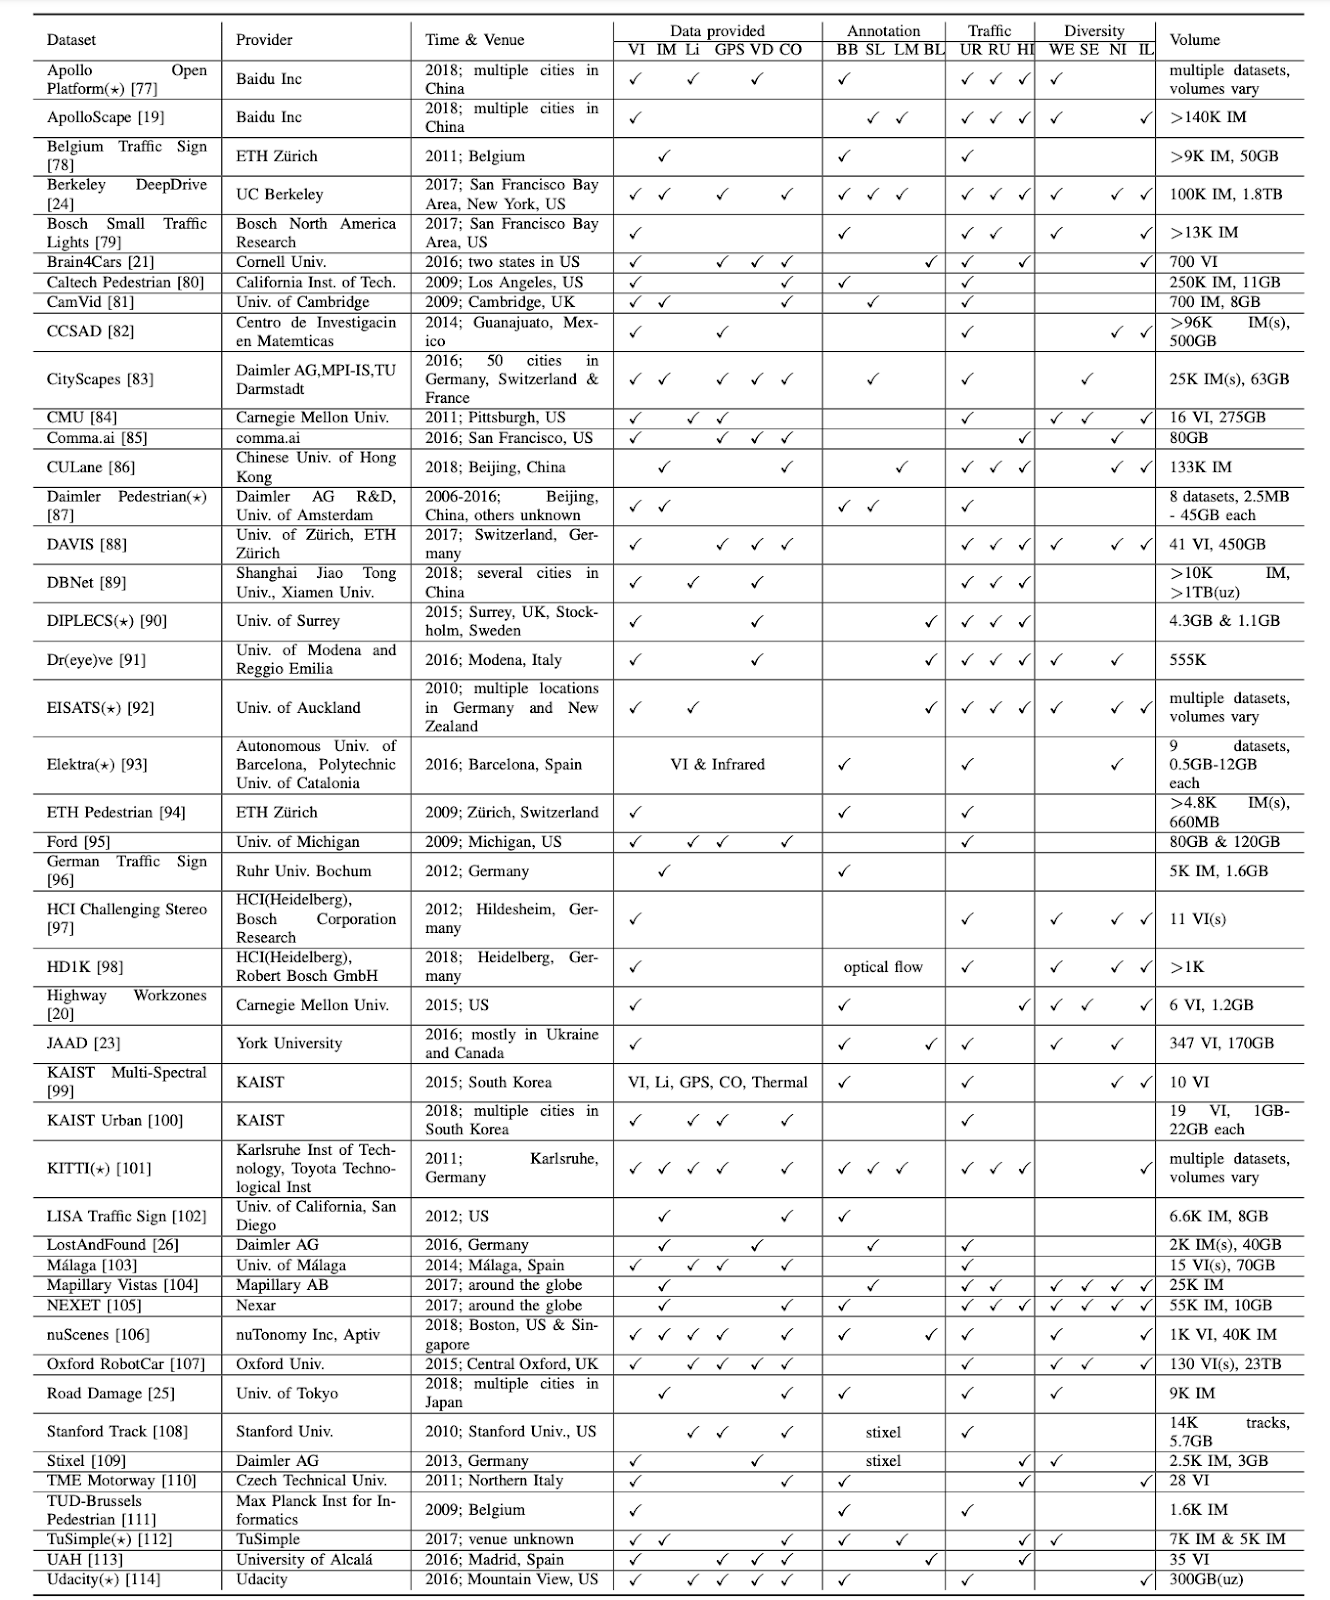 Dataset Provider Time & Venue Data provided Annotation Traffic Diversity Volume
VI IM Li GPS VD CO BB SL LM BL UR RU HI WE SE NI IL
Apollo Open Platform(⋆) [77] Baidu Inc 2018; multiple cities in China ✓ ✓ ✓ ✓ ✓ ✓ ✓ ✓ multiple datasets, volumes vary
ApolloScape [19] Baidu Inc 2018; multiple cities in China ✓ ✓ ✓ ✓ ✓ ✓ ✓ ✓ >140K IM
Belgium Traffic Sign [78] ETH Zürich 2011; Belgium ✓ ✓ ✓ >9K IM, 50GB
Berkeley DeepDrive [24] UC Berkeley 2017; San Francisco Bay Area, New York, US ✓ ✓ ✓ ✓ ✓ ✓ ✓ ✓ ✓ ✓ ✓ ✓ ✓ 100K IM, 1.8TB
Bosch Small Traffic Lights [79] Bosch North America Research 2017; San Francisco Bay Area, US ✓ ✓ ✓ ✓ ✓ ✓ >13K IM
Brain4Cars [21] Cornell Univ. 2016; two states in US ✓ ✓ ✓ ✓ ✓ ✓ ✓ ✓ 700 VI
Caltech Pedestrian [80] California Inst. of Tech. 2009; Los Angeles, US ✓ ✓ ✓ ✓ 250K IM, 11GB
CamVid [81] Univ. of Cambridge 2009; Cambridge, UK ✓ ✓ ✓ ✓ ✓ 700 IM, 8GB
CCSAD [82] Centro de Investigacin en Matemticas 2014; Guanajuato, Mex-ico ✓ ✓ ✓ ✓ ✓ >96K IM(s), 500GB
CityScapes [83] Daimler AG,MPI-IS,TU Darmstadt 2016; 50 cities in Germany, Switzerland & France ✓ ✓ ✓ ✓ ✓ ✓ ✓ ✓ 25K IM(s), 63GB
CMU [84] Carnegie Mellon Univ. 2011; Pittsburgh, US ✓ ✓ ✓ ✓ ✓ ✓ ✓ 16 VI, 275GB
Comma.ai [85] comma.ai 2016; San Francisco, US ✓ ✓ ✓ ✓ ✓ ✓ 80GB
CULane [86] Chinese Univ. of Hong Kong 2018; Beijing, China ✓ ✓ ✓ ✓ ✓ ✓ ✓ ✓ 133K IM
Daimler Pedestrian(⋆) [87] Daimler AG R&D, Univ. of Amsterdam 2006-2016; Beijing, China, others unknown ✓ ✓ ✓ ✓ ✓ 8 datasets, 2.5MB - 45GB each
DAVIS [88] Univ. of Zürich, ETH Zürich 2017; Switzerland, Ger-many ✓ ✓ ✓ ✓ ✓ ✓ ✓ ✓ ✓ ✓ 41 VI, 450GB
DBNet [89] Shanghai Jiao Tong Univ., Xiamen Univ. 2018; several cities in China ✓ ✓ ✓ ✓ ✓ ✓ >10K IM, >1TB(uz)
DIPLECS(⋆) [90] Univ. of Surrey 2015; Surrey, UK, Stock-holm, Sweden ✓ ✓ ✓ ✓ ✓ ✓ 4.3GB & 1.1GB
Dr(eye)ve [91] Univ. of Modena and Reggio Emilia 2016; Modena, Italy ✓ ✓ ✓ ✓ ✓ ✓ ✓ ✓ 555K
EISATS(⋆) [92] Univ. of Auckland 2010; multiple locations in Germany and New Zealand ✓ ✓ ✓ ✓ ✓ ✓ ✓ ✓ ✓ multiple datasets, volumes vary
Elektra(⋆) [93] Autonomous Univ. of Barcelona, Polytechnic Univ. of Catalonia 2016; Barcelona, Spain VI & Infrared ✓ ✓ ✓ 9 datasets, 0.5GB-12GB each
ETH Pedestrian [94] ETH Zürich 2009; Zürich, Switzerland ✓ ✓ ✓ >4.8K IM(s), 660MB
Ford [95] Univ. of Michigan 2009; Michigan, US ✓ ✓ ✓ ✓ ✓ 80GB & 120GB
German Traffic Sign [96] Ruhr Univ. Bochum 2012; Germany ✓ ✓ 5K IM, 1.6GB
HCI Challenging Stereo [97] HCI(Heidelberg), Bosch Corporation Research 2012; Hildesheim, Ger-many ✓ ✓ ✓ ✓ ✓ 11 VI(s)
HD1K [98] HCI(Heidelberg), Robert Bosch GmbH 2018; Heidelberg, Ger-many ✓ optical flow ✓ ✓ ✓ ✓ >1K
Highway Workzones [20] Carnegie Mellon Univ. 2015; US ✓ ✓ ✓ ✓ ✓ ✓ 6 VI, 1.2GB
JAAD [23] York University 2016; mostly in Ukraine and Canada ✓ ✓ ✓ ✓ ✓ ✓ 347 VI, 170GB
KAIST Multi-Spectral [99] KAIST 2015; South Korea VI, Li, GPS, CO, Thermal ✓ ✓ ✓ ✓ 10 VI
KAIST Urban [100] KAIST 2018; multiple cities in South Korea ✓ ✓ ✓ ✓ ✓ 19 VI, 1GB-22GB each
KITTI(⋆) [101] Karlsruhe Inst of Tech-nology, Toyota Techno-logical Inst 2011; Karlsruhe, Germany ✓ ✓ ✓ ✓ ✓ ✓ ✓ ✓ ✓ ✓ ✓ ✓ multiple datasets, volumes vary
LISA Traffic Sign [102] Univ. of California, San Diego 2012; US ✓ ✓ ✓ 6.6K IM, 8GB
LostAndFound [26] Daimler AG 2016, Germany ✓ ✓ ✓ ✓ 2K IM(s), 40GB
Málaga [103] Univ. of Málaga 2014; Málaga, Spain ✓ ✓ ✓ ✓ ✓ 15 VI(s), 70GB
Mapillary Vistas [104] Mapillary AB 2017; around the globe ✓ ✓ ✓ ✓ ✓ ✓ ✓ ✓ 25K IM
NEXET [105] Nexar 2017; around the globe ✓ ✓ ✓ ✓ ✓ ✓ ✓ ✓ ✓ ✓ 55K IM, 10GB
nuScenes [106] nuTonomy Inc, Aptiv 2018; Boston, US & Sin-gapore ✓ ✓ ✓ ✓ ✓ ✓ ✓ ✓ ✓ ✓ 1K VI, 40K IM
Oxford RobotCar [107] Oxford Univ. 2015; Central Oxford, UK ✓ ✓ ✓ ✓ ✓ ✓ ✓ ✓ ✓ 130 VI(s), 23TB
Road Damage [25] Univ. of Tokyo 2018; multiple cities in Japan ✓ ✓ ✓ ✓ ✓ 9K IM
Stanford Track [108] Stanford Univ. 2010; Stanford Univ., US ✓ ✓ ✓ stixel ✓ 14K tracks, 5.7GB
Stixel [109] Daimler AG 2013, Germany ✓ ✓ stixel ✓ ✓ 2.5K IM, 3GB
TME Motorway [110] Czech Technical Univ. 2011; Northern Italy ✓ ✓ ✓ ✓ ✓ 28 VI
TUD-Brussels Pedestrian [111] Max Planck Inst for In-formatics 2009; Belgium ✓ ✓ ✓ 1.6K IM
TuSimple(⋆) [112] TuSimple 2017; venue unknown ✓ ✓ ✓ ✓ ✓ ✓ ✓ 7K IM & 5K IM
UAH [113] University of Alcalá 2016; Madrid, Spain ✓ ✓ ✓ ✓ ✓ ✓ 35 VI
Udacity(⋆) [114] Udacity 2016; Mountain View, US ✓ ✓ ✓ ✓ ✓ ✓ ✓ ✓ 300GB(uz)